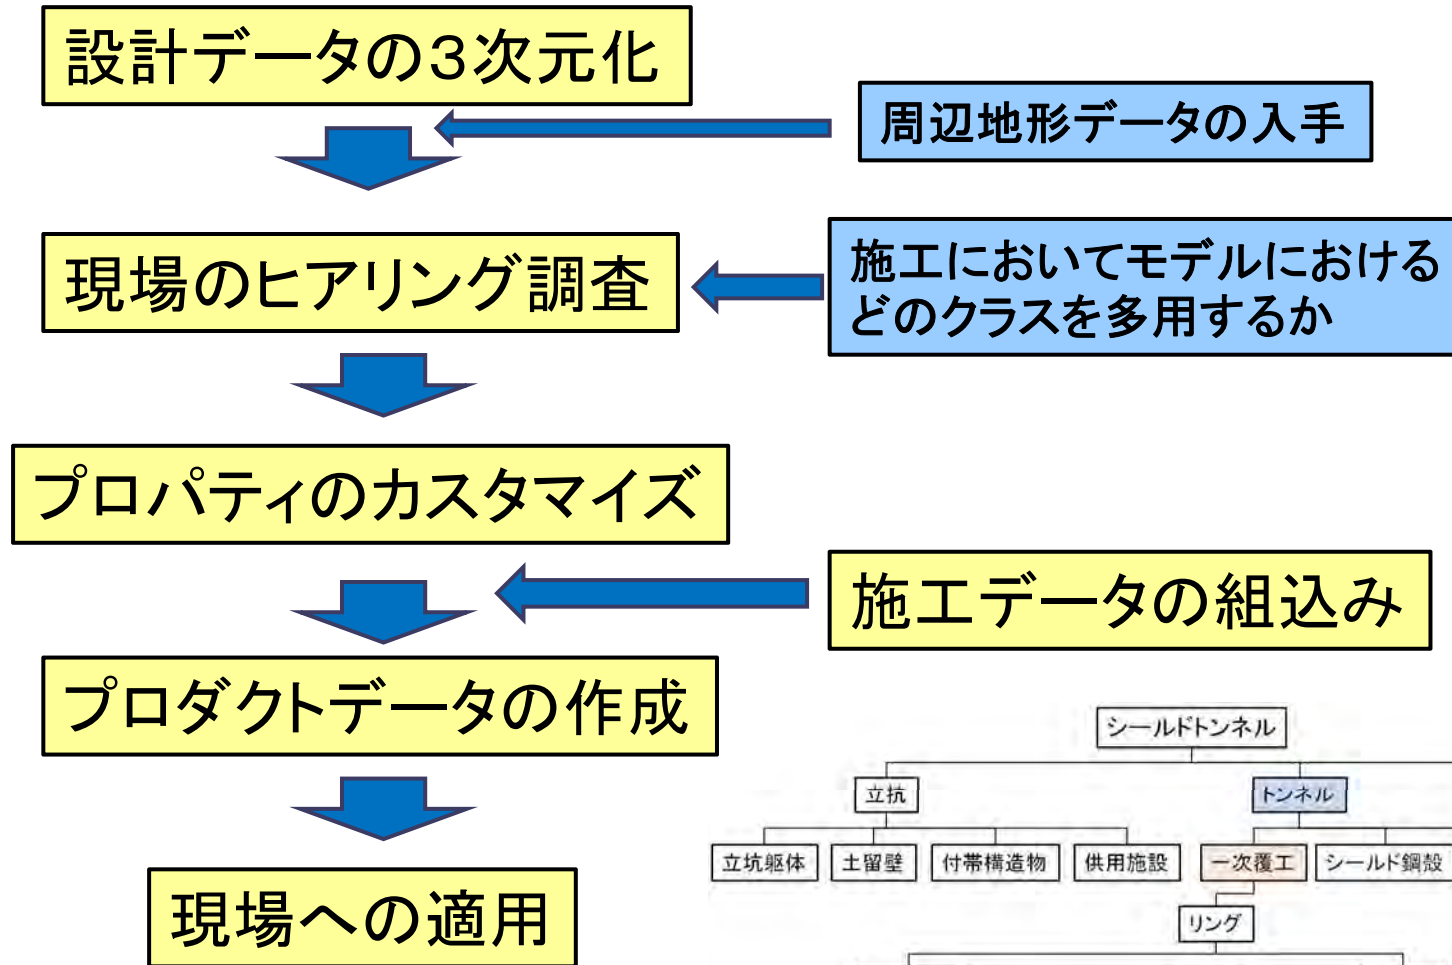 設計データの３次元化
周辺地形データの入手
現場のヒアリング調査
施工においてモデルにおける
どのクラスを多用するか
プロパティのカスタマイズ
施工データの組込み
プロダクトデータの作成
現場への適用
シールドトンネル
立抗
トンネル
立坑躯体
土留壁
付帯構造物
供用施設
一次覆工
シールド鋼殻
リング